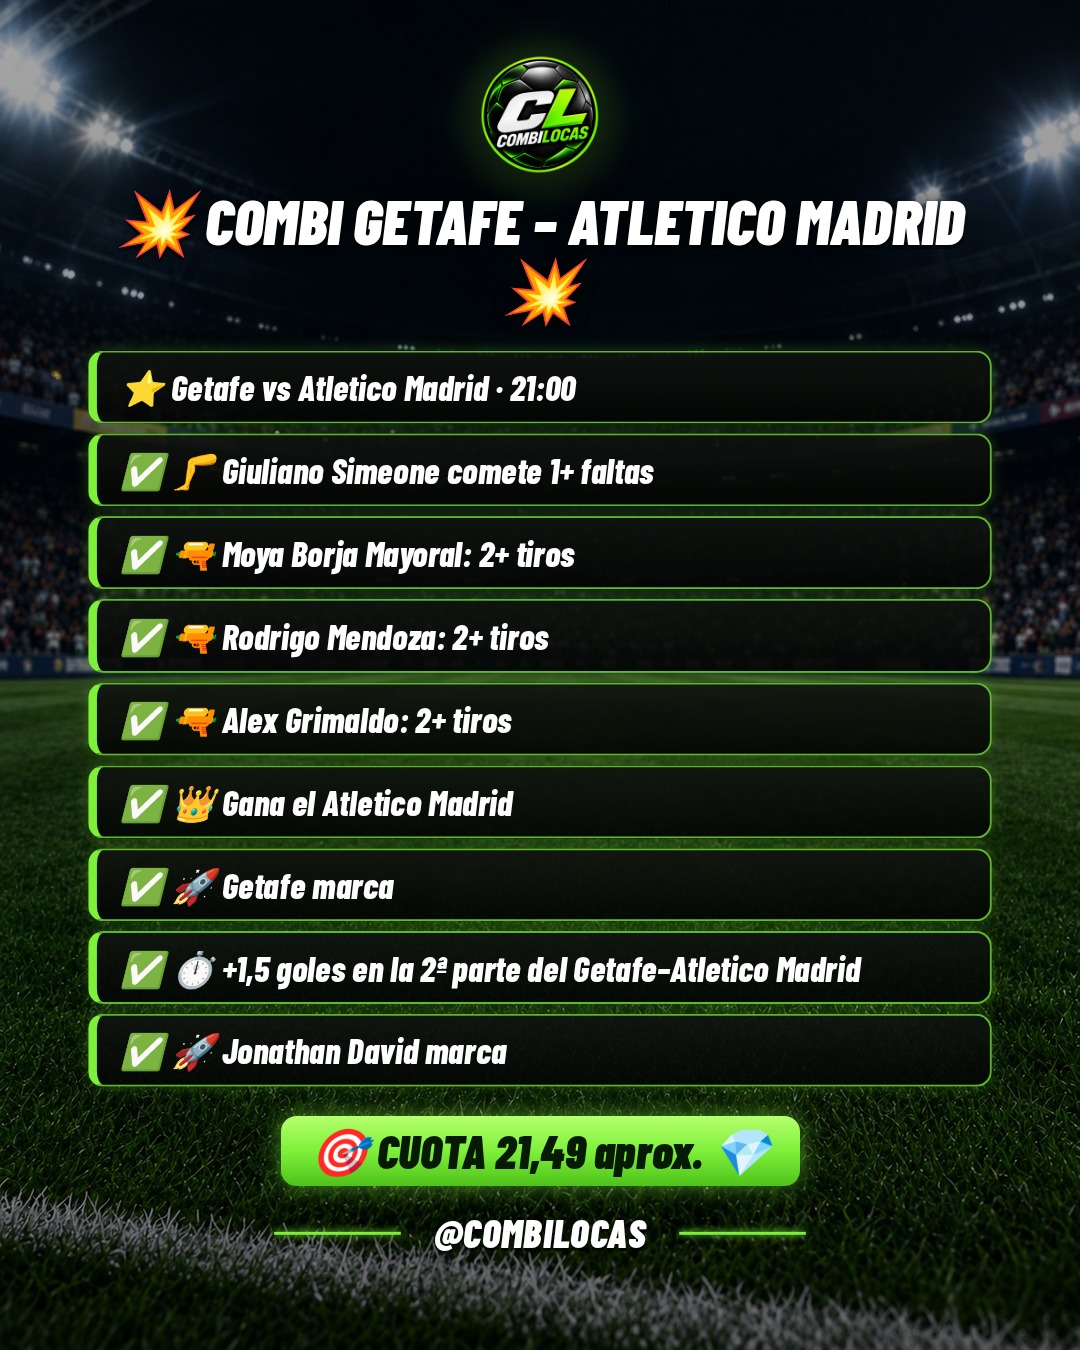 CL
COMBILOCAS
💥 COMBI GETAFE – ATLETICO MADRID
💥
⭐ Getafe vs Atletico Madrid · 21:00
✅ 🦵 Giuliano Simeone comete 1+ faltas
✅ 🔫 Moya Borja Mayoral: 2+ tiros
✅ 🔫 Rodrigo Mendoza: 2+ tiros
✅ 🔫 Alex Grimaldo: 2+ tiros
✅ 👑 Gana el Atletico Madrid
✅ 🚀 Getafe marca
✅ ⏱️ +1,5 goles en la 2ª parte del Getafe-Atletico Madrid
✅ 🚀 Jonathan David marca
🎯 CUOTA 21,49 aprox. 💎
@COMBILOCAS